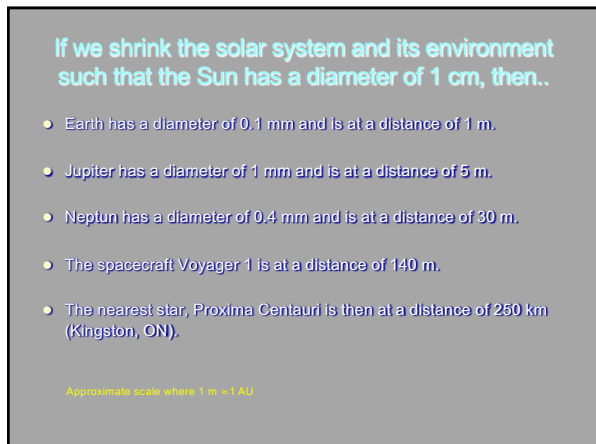 If we shrink the solar system and its environment
such that the Sun has a diameter of 1 cm, then..
Earth has a diameter of 0.1 mm and is at a distance of 1 m.
Jupiter has a diameter of 1 mm and is at a distance of 5 m.
Neptun has a diameter of 0.4 mm and is at a distance of 30 m.
The spacecraft Voyager 1 is at a distance of 140 m.
The nearest star, Proxima Centauri is then at a distance of 250 km
(Kingston, ON).
Approximate scale where 1 m ≈1 AU